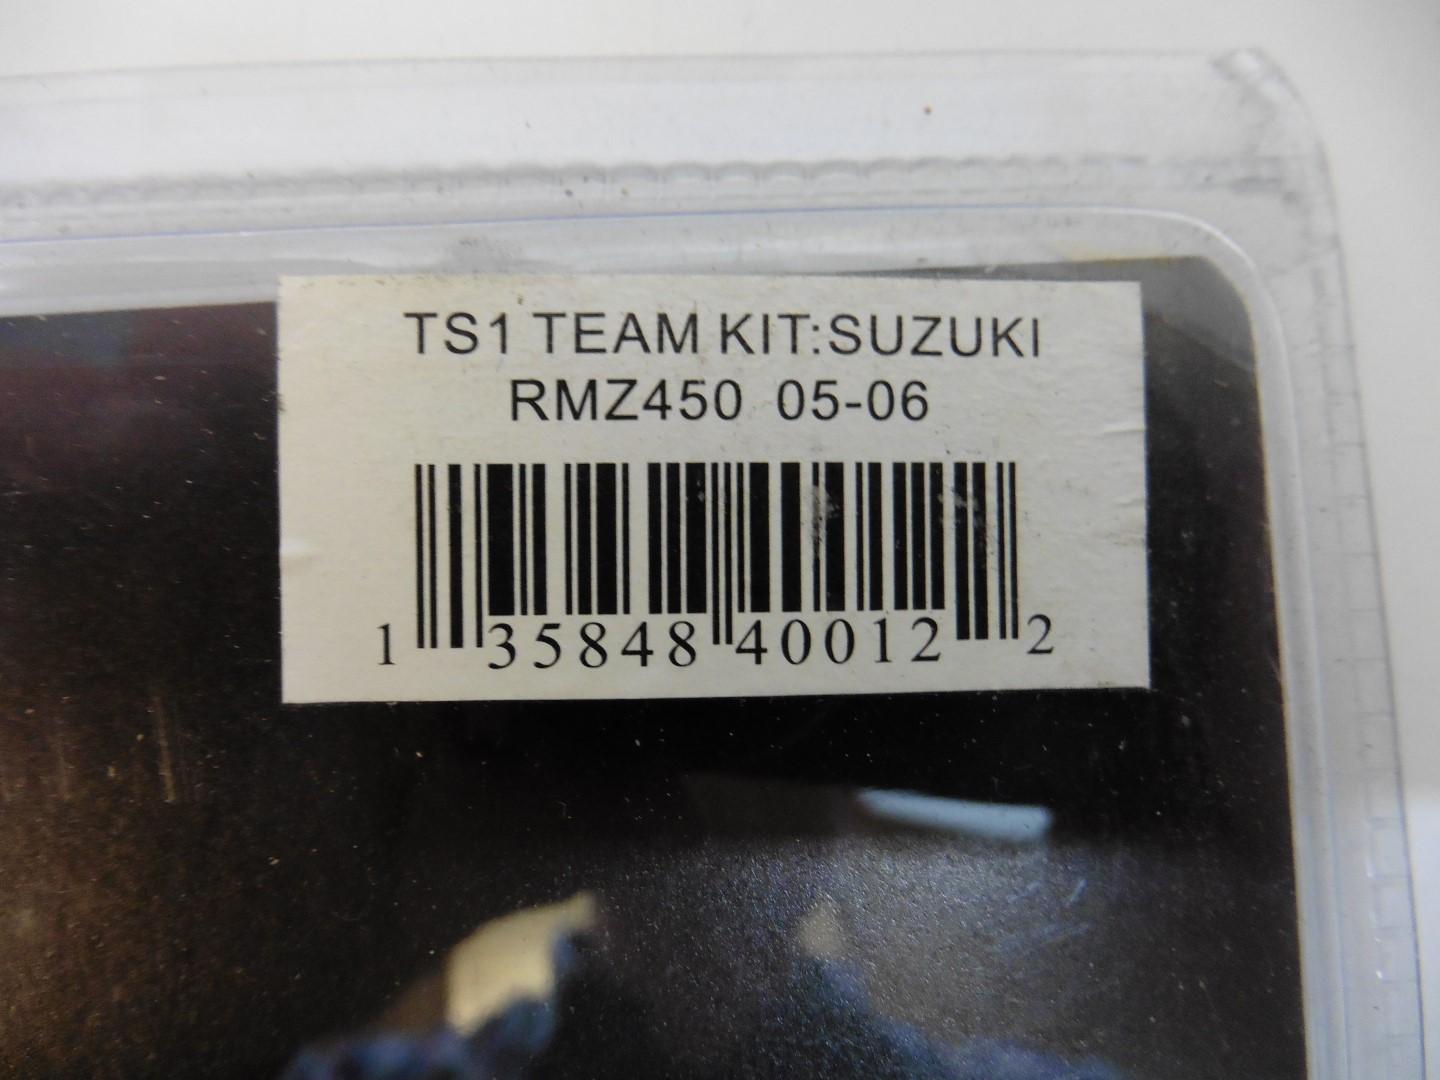 TS1 TEAM KIT:SUZUKI
RMZ450 05-06
1 35848 40012 2